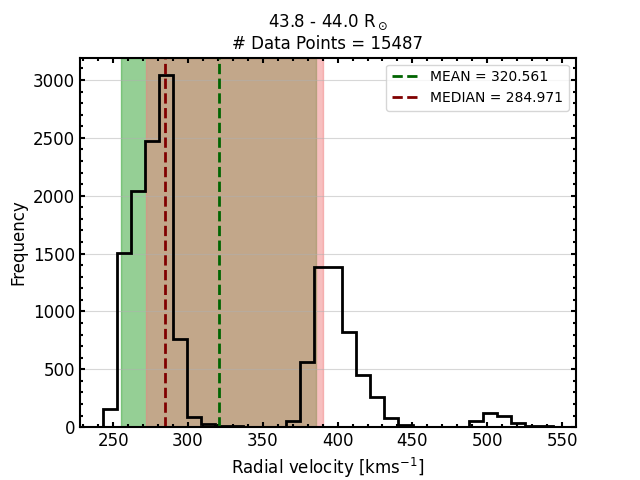 43.8 - 44.0 R⊙
# Data Points = 15487
MEAN = 320.561
MEDIAN = 284.971
3000
2500
2000
1500
1000
500
0
Frequency
250 300 350 400 450 500 550
Radial velocity [kms⁻¹]